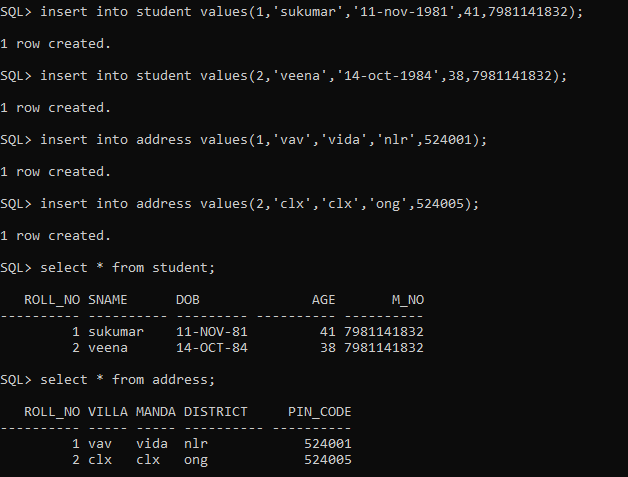 SQL> insert into student values(1,'sukumar','11-nov-1981',41,7981141832);
1 row created.
SQL> insert into student values(2,'veena','14-oct-1984',38,7981141832);
1 row created.
SQL> insert into address values(1,'vav','vida','nlr',524001);
1 row created.
SQL> insert into address values(2,'clx','clx','ong',524005);
1 row created.
SQL> select * from student;
   ROLL_NO SNAME      DOB              AGE       M_NO
---------- ---------- --------- ---------- ----------
         1 sukumar    11-NOV-81         41 7981141832
         2 veena      14-OCT-84         38 7981141832
SQL> select * from address;
   ROLL_NO VILLA MANDA DISTRICT     PIN_CODE
---------- ----- ----- ---------- ----------
         1 vav   vida  nlr            524001
         2 clx   clx   ong            524005